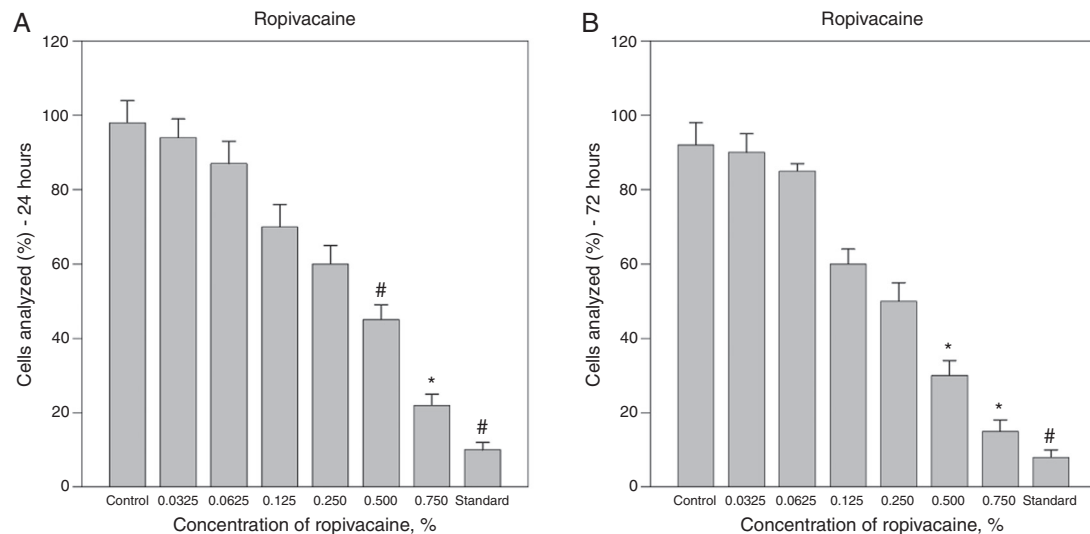 A
Ropivacaine
Cells analyzed (%) - 24 hours
120
100
80
60
40
20
0
#
*
#
Control 0.0325 0.0625 0.125 0.250 0.500 0.750 Standard
Concentration of ropivacaine, %
B
Ropivacaine
Cells analyzed (%) - 72 hours
120
100
80
60
40
20
0
*
*
#
Control 0.0325 0.0625 0.125 0.250 0.500 0.750 Standard
Concentration of ropivacaine, %